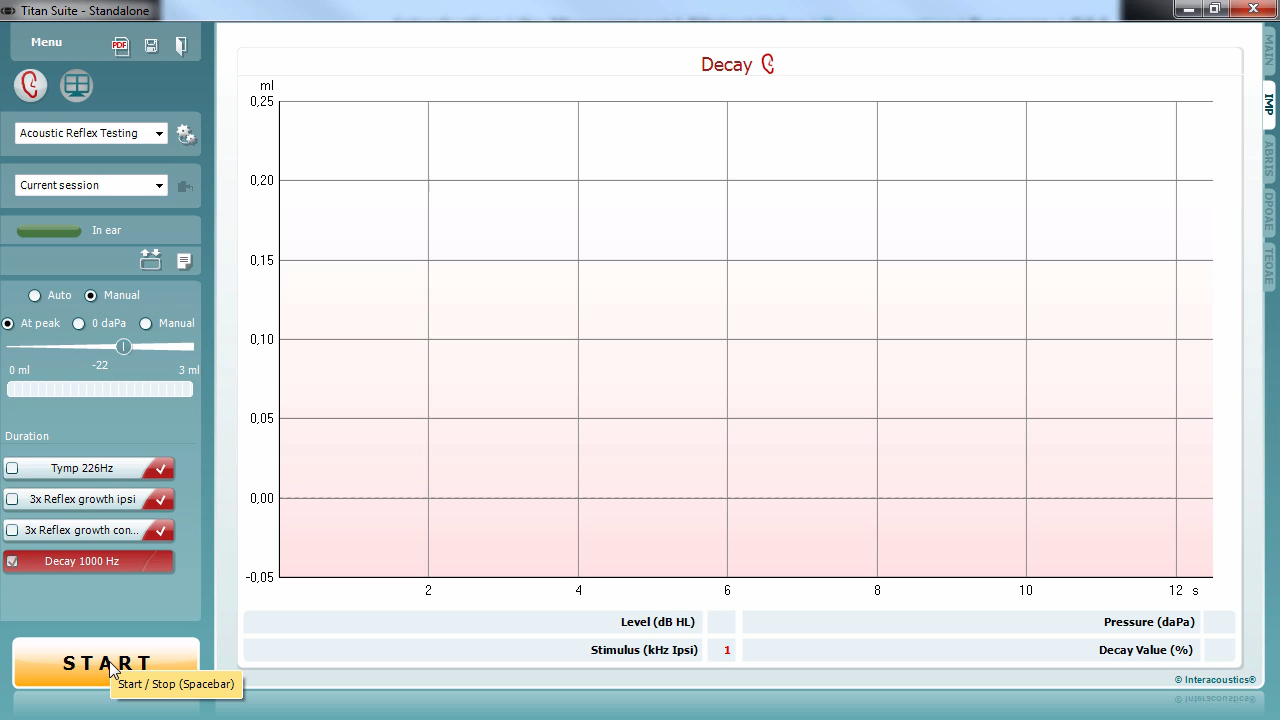 Titan Suite - Standalone
Menu
PDF
Acoustic Reflex Testing
Current session
In ear
Auto
Manual
At peak
0 daPa
Manual
-22
0 ml
3 ml
Duration
Tymp 226Hz
3x Reflex growth ipsi
3x Reflex growth con...
Decay 1000 Hz
START
Start / Stop (Spacebar)
Decay
ml
0,25
0,20
0,15
0,10
0,05
0.00
-0,05
2
4
6
8
10
12
s
Level (dB HL)
Pressure (daPa)
Stimulus (kHz Ipsi)
1
Decay Value (%)
© Interacoustics®
MAIN
IMP
ABRIS
DPOAE
TEOAE